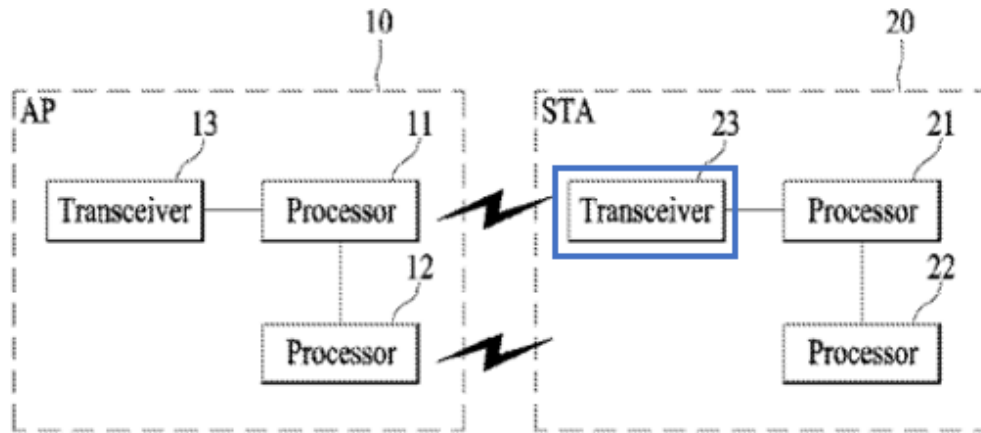 10
20
AP
STA
13
11
23
21
Transceiver
Processor
Transceiver
Processor
12
22
Processor
Processor